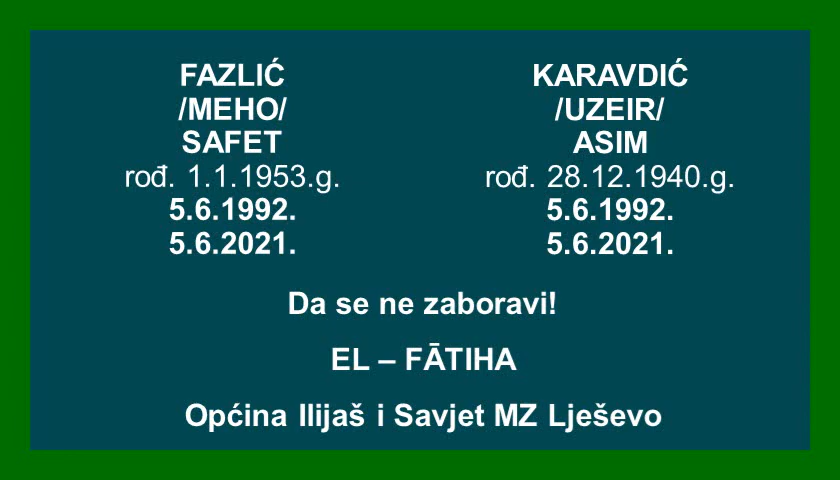 FAZLIĆ
/MEHO/
SAFET
rođ. 1.1.1953.g.
5.6.1992.
5.6.2021.
KARAVDIĆ
/UZEIR/
ASIM
rođ. 28.12.1940.g.
5.6.1992.
5.6.2021.
Da se ne zaboravi!
EL – FĀTIHA
Općina Ilijaš i Savjet MZ Lješevo